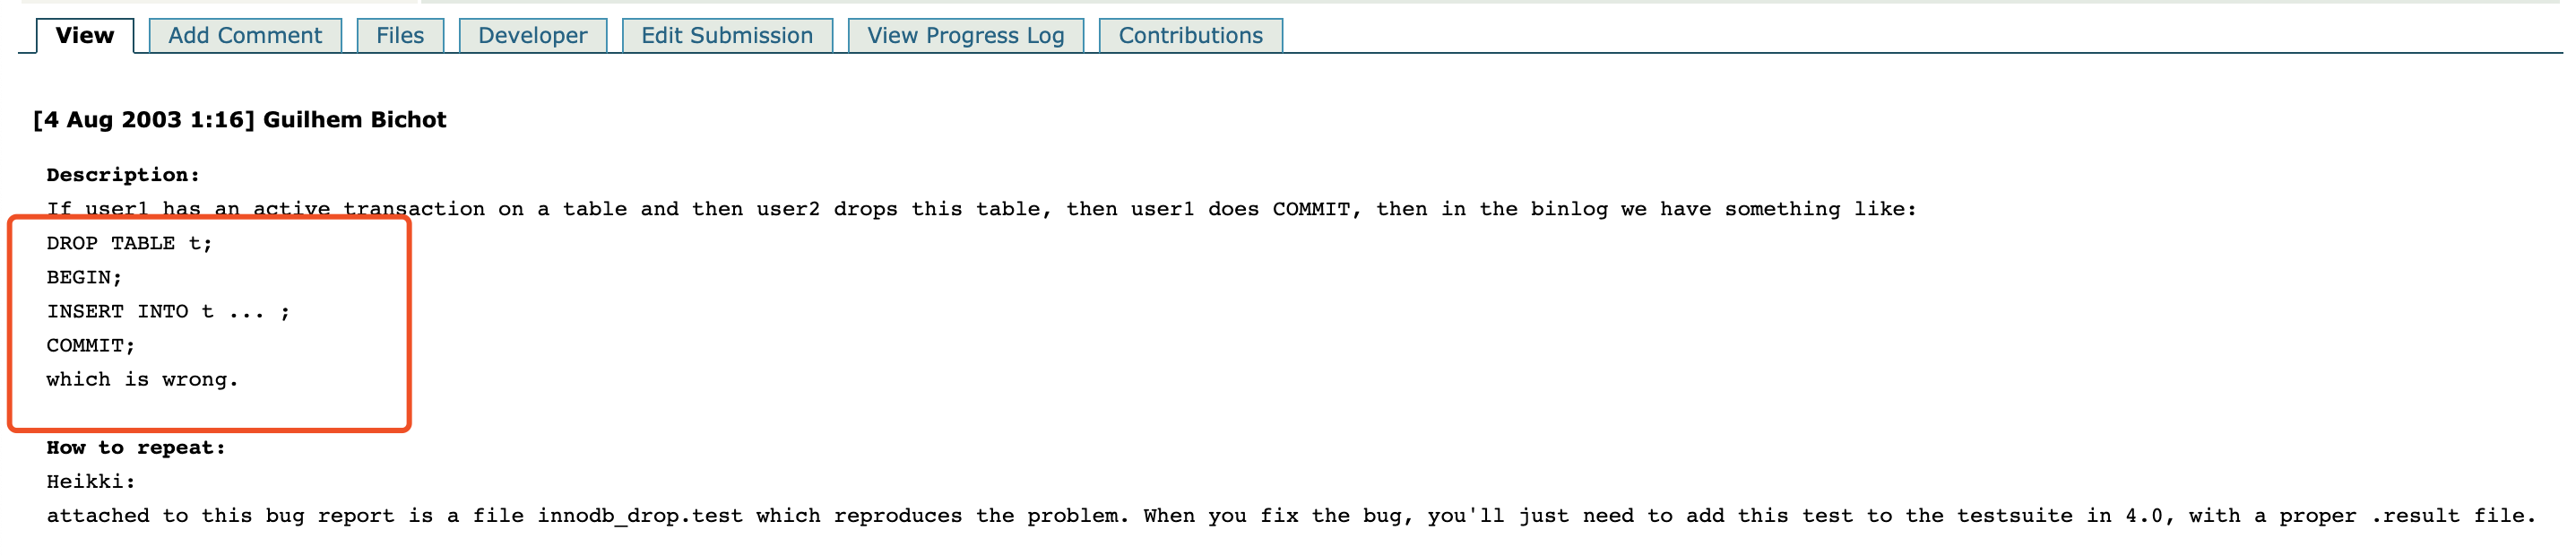 View Add Comment Files Developer Edit Submission View Progress Log Contributions
[4 Aug 2003 1:16] Guilhem Bichot
Description:
If user1 has an active transaction on a table and then user2 drops this table, then user1 does COMMIT, then in the binlog we have something like:
DROP TABLE t;
BEGIN;
INSERT INTO t ... ;
COMMIT;
which is wrong.
How to repeat:
Heikki:
attached to this bug report is a file innodb_drop.test which reproduces the problem. When you fix the bug, you'll just need to add this test to the testsuite in 4.0, with a proper .result file.